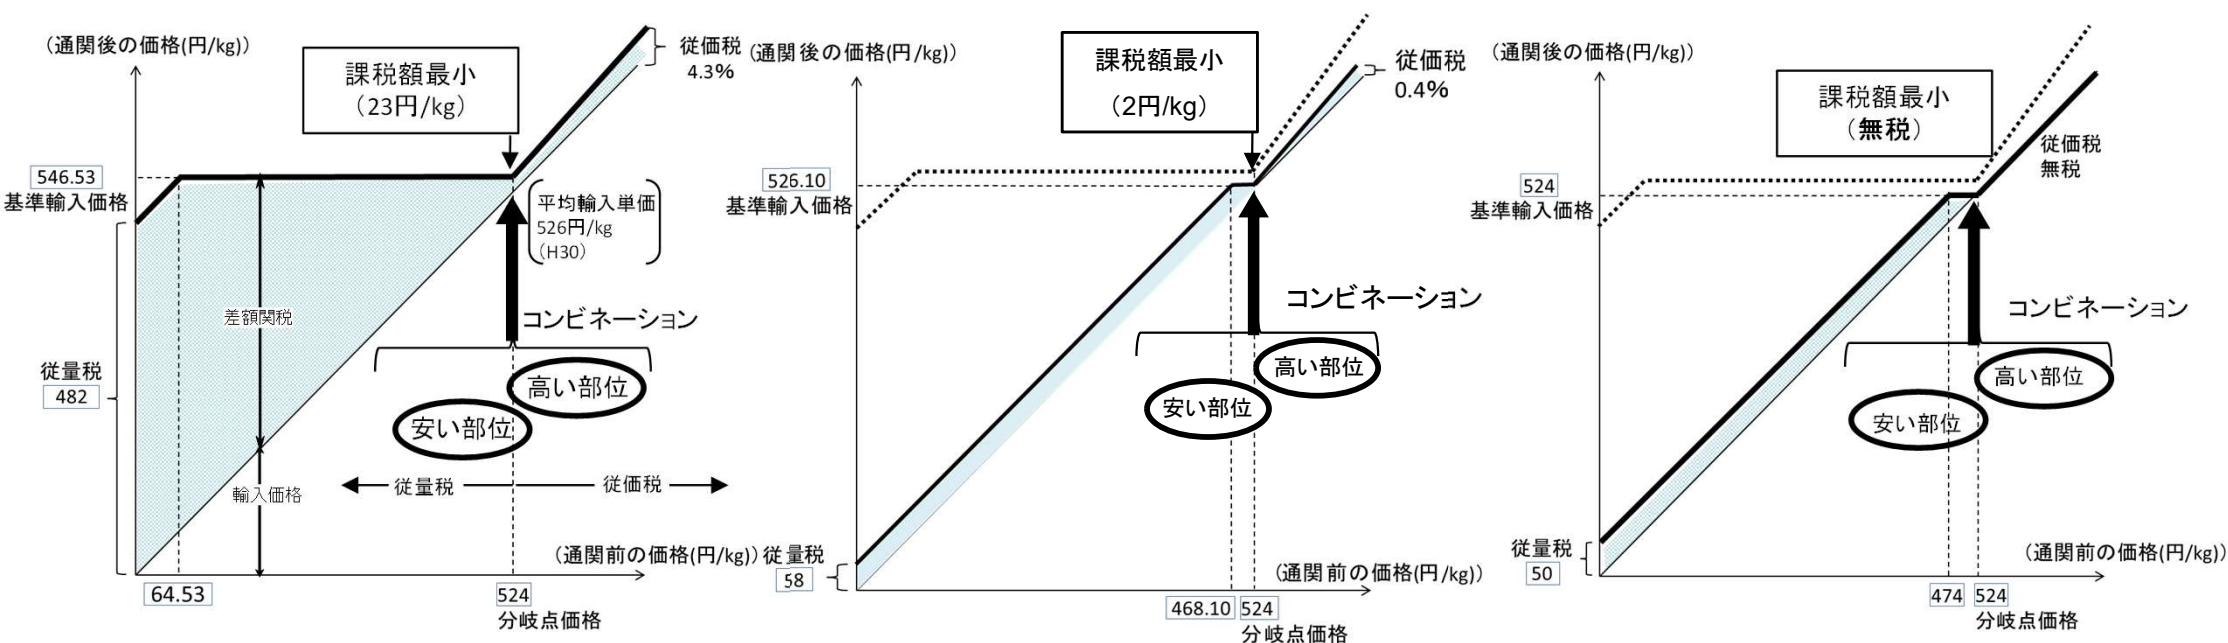 （通関後の価格(円/kg)）
課税額最小
（23円/kg）
従価税
4.3%
546.53
基準輸入価格
平均輸入単価
526円/kg
（H30）
差額関税
コンビネーション
従量税
482
高い部位
安い部位
輸入価格
従量税
従価税
（通関前の価格(円/kg)）
64.53
524
分岐点価格
（通関後の価格(円/kg)）
課税額最小
（2円/kg）
従価税
0.4%
526.10
基準輸入価格
コンビネーション
高い部位
安い部位
従量税
58
（通関前の価格(円/kg)）
468.10
524
分岐点価格
（通関後の価格(円/kg)）
課税額最小
（無税）
従価税
無税
524
基準輸入価格
コンビネーション
高い部位
安い部位
従量税
50
（通関前の価格(円/kg)）
474
524
分岐点価格